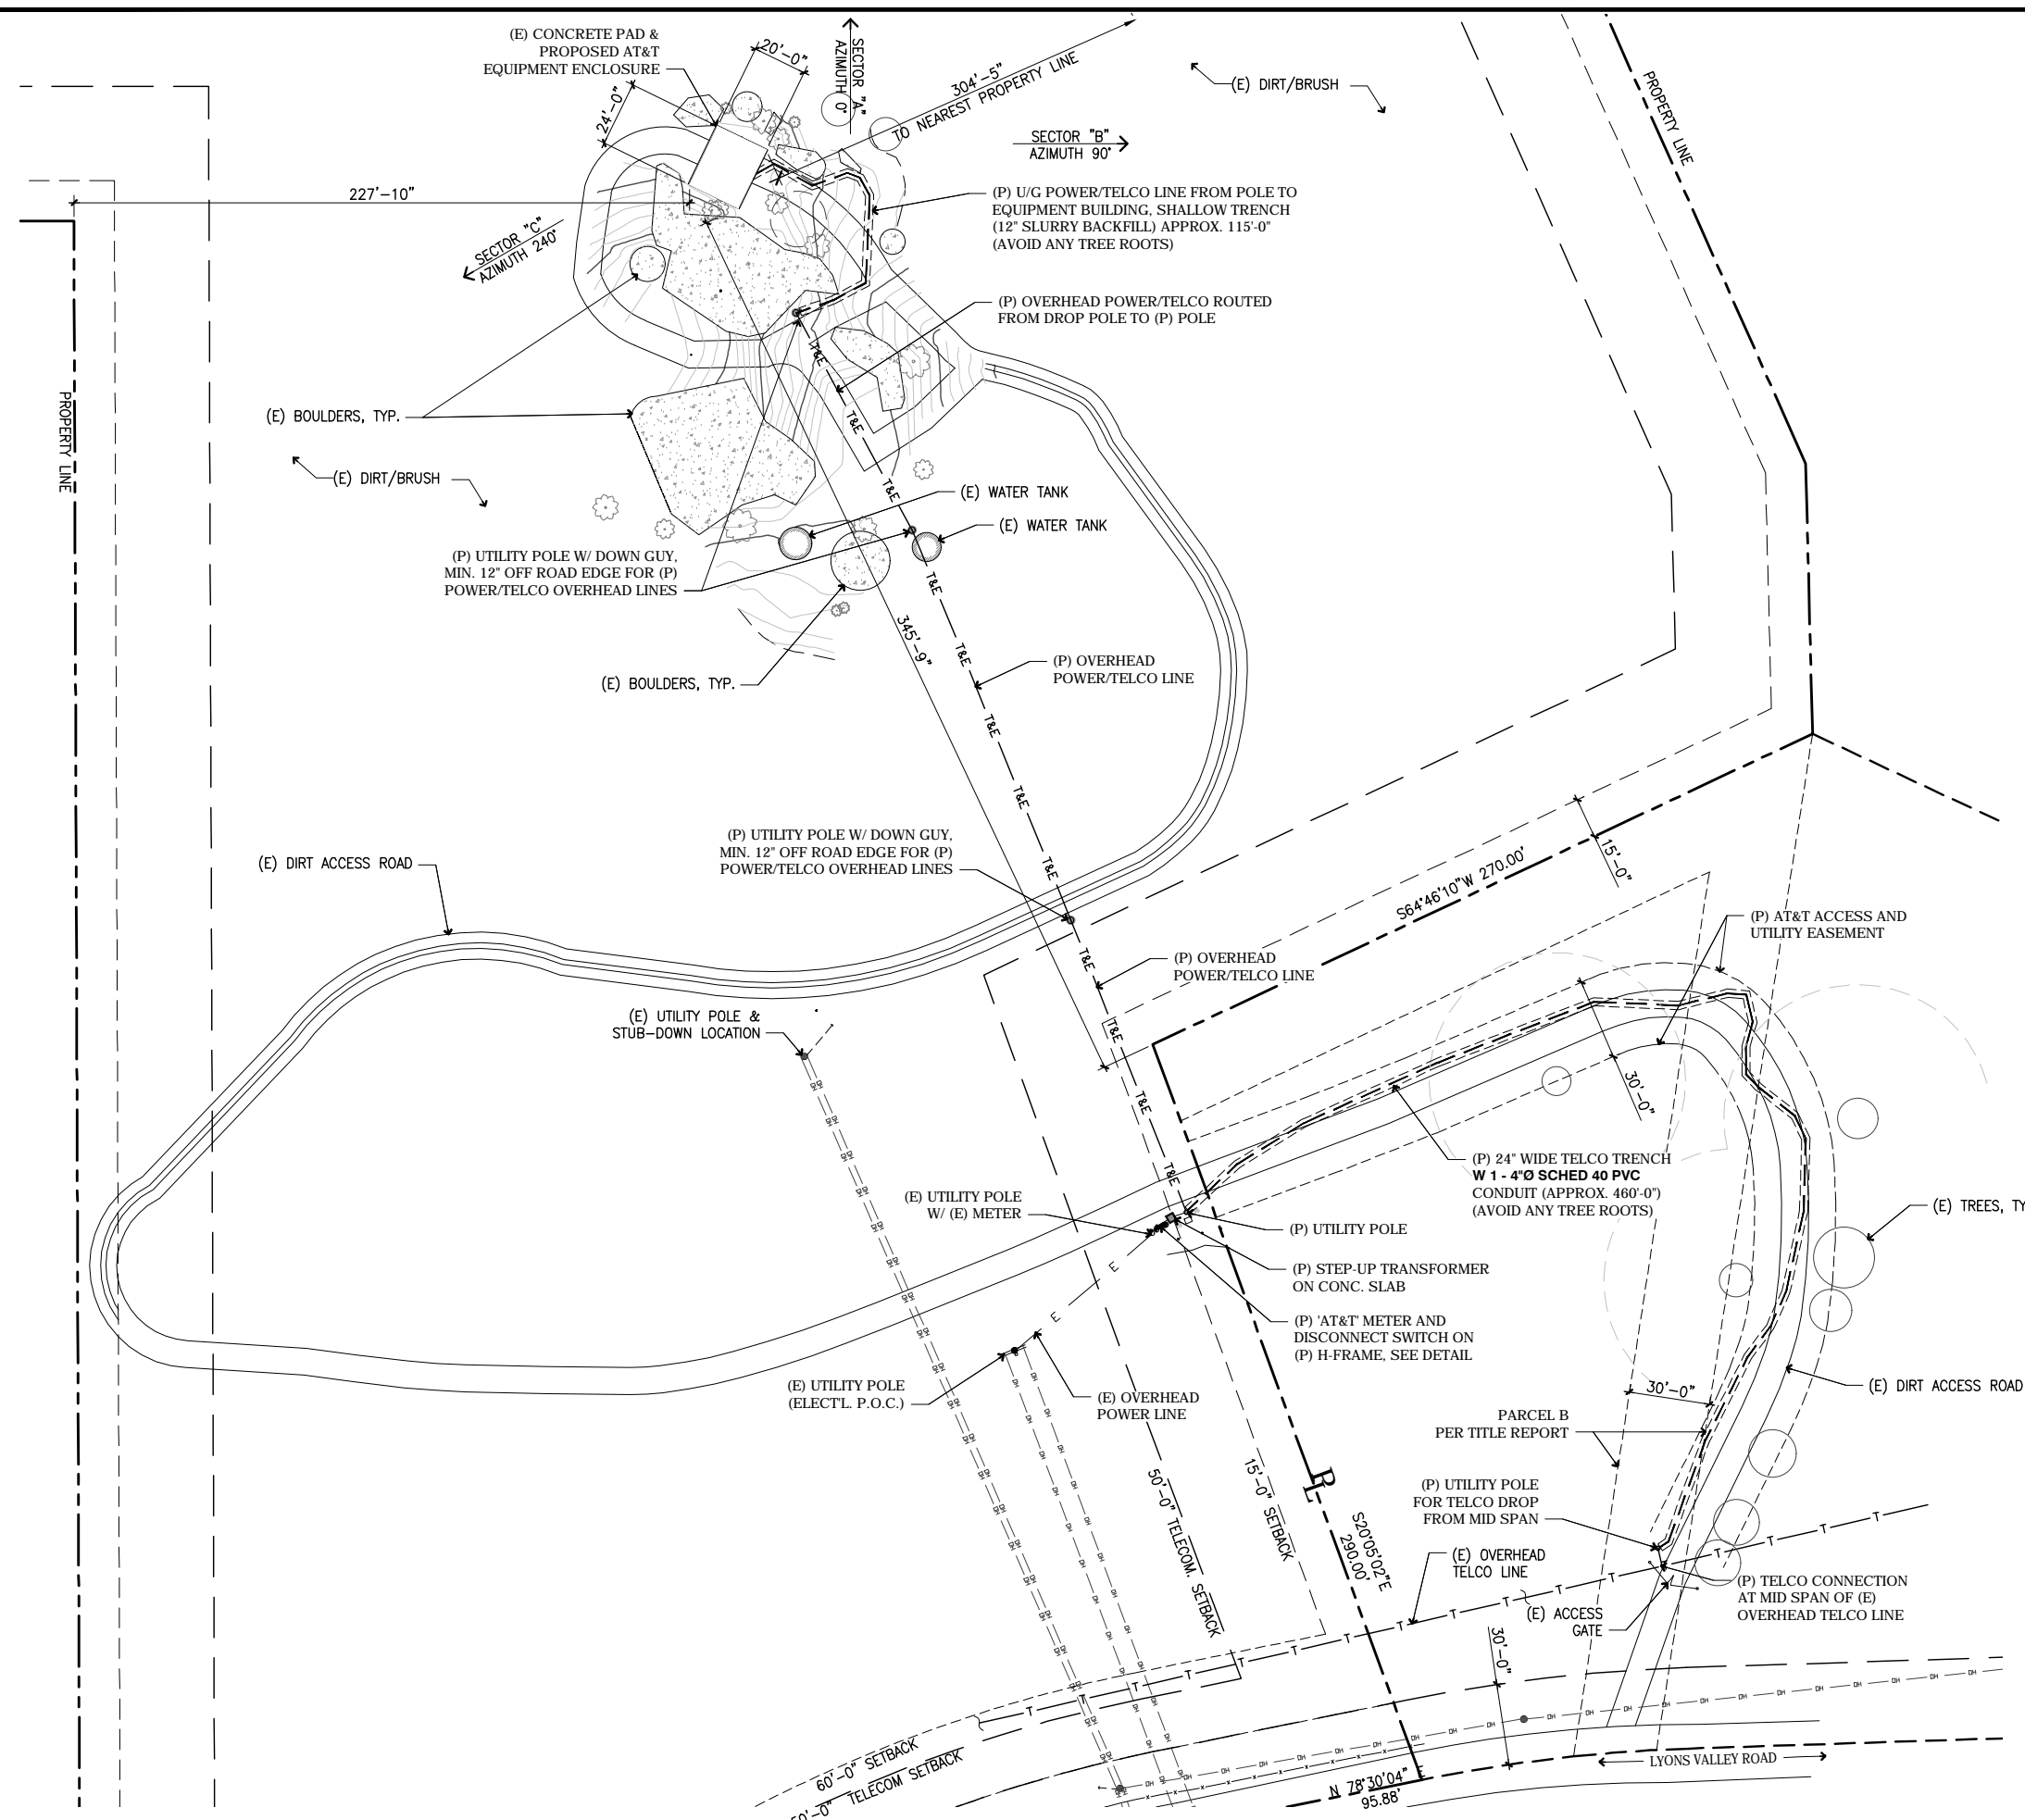 (E) CONCRETE PAD &
PROPOSED AT&T
EQUIPMENT ENCLOSURE
20'-0"
24'-0"
SECTOR "A"
AZIMUTH 0°
304'-5"
TO NEAREST PROPERTY LINE
(E) DIRT/BRUSH
PROPERTY LINE
SECTOR "B"
AZIMUTH 90°
227'-10"
SECTOR "C"
AZIMUTH 240°
(P) U/G POWER/TELCO LINE FROM POLE TO
EQUIPMENT BUILDING, SHALLOW TRENCH
(12" SLURRY BACKFILL) APPROX. 115'-0"
(AVOID ANY TREE ROOTS)
(P) OVERHEAD POWER/TELCO ROUTED
FROM DROP POLE TO (P) POLE
T&E
T&E
T&E
PROPERTY LINE
(E) BOULDERS, TYP.
(E) DIRT/BRUSH
(E) WATER TANK
(E) WATER TANK
(P) UTILITY POLE W/ DOWN GUY,
MIN. 12" OFF ROAD EDGE FOR (P)
POWER/TELCO OVERHEAD LINES
T&E
345'-9"
T&E
(P) OVERHEAD
POWER/TELCO LINE
(E) BOULDERS, TYP.
T&E
T&E
(P) UTILITY POLE W/ DOWN GUY,
MIN. 12" OFF ROAD EDGE FOR (P)
POWER/TELCO OVERHEAD LINES
T&E
(E) DIRT ACCESS ROAD
15'-0"
S64°46'10"W 270.00'
(P) AT&T ACCESS AND
UTILITY EASEMENT
T&E
(P) OVERHEAD
POWER/TELCO LINE
(E) UTILITY POLE &
STUB-DOWN LOCATION
T&E
T&E
T&E
30'-0"
(P) 24" WIDE TELCO TRENCH
W 1 - 4"Ø SCHED 40 PVC
CONDUIT (APPROX. 460'-0")
(AVOID ANY TREE ROOTS)
(E) UTILITY POLE
W/ (E) METER
(P) UTILITY POLE
(E) TREES, TY
(P) STEP-UP TRANSFORMER
ON CONC. SLAB
E
E
(P) 'AT&T' METER AND
DISCONNECT SWITCH ON
(P) H-FRAME, SEE DETAIL
(E) UTILITY POLE
(ELECT'L. P.O.C.)
(E) OVERHEAD
POWER LINE
30'-0"
(E) DIRT ACCESS ROAD
PARCEL B
PER TITLE REPORT
50'-0" TELECOM. SETBACK
15'-0" SETBACK
PL
S20°05'02"E
290.00'
(P) UTILITY POLE
FOR TELCO DROP
FROM MID SPAN
(E) OVERHEAD
TELCO LINE
(P) TELCO CONNECTION
AT MID SPAN OF (E)
OVERHEAD TELCO LINE
(E) ACCESS
GATE
30'-0"
60'-0" SETBACK
50'-0" TELECOM SETBACK
LYONS VALLEY ROAD
N 78°30'04" E
95.88'